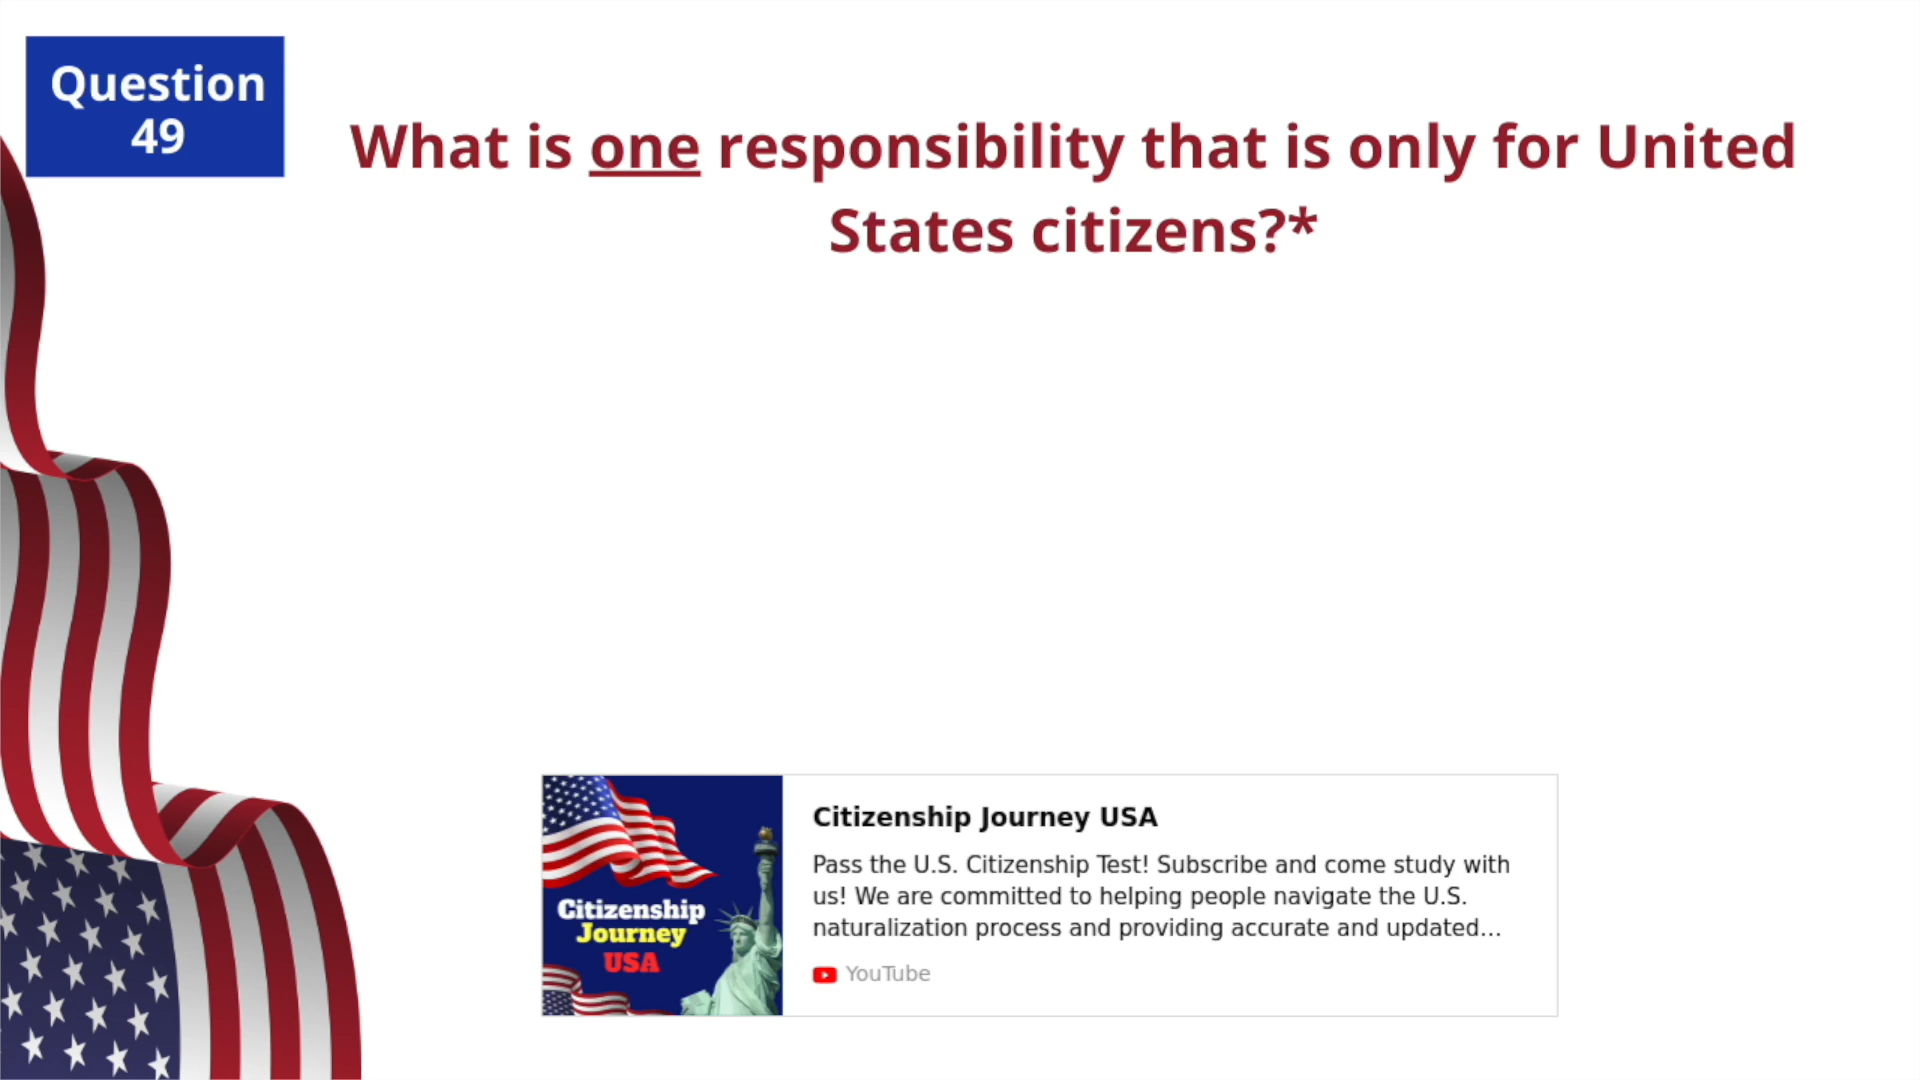 Question
49
What is one responsibility that is only for United
States citizens?*
Citizenship
Journey
USA
Citizenship Journey USA
Pass the U.S. Citizenship Test! Subscribe and come study with
us! We are committed to helping people navigate the U.S.
naturalization process and providing accurate and updated...
YouTube